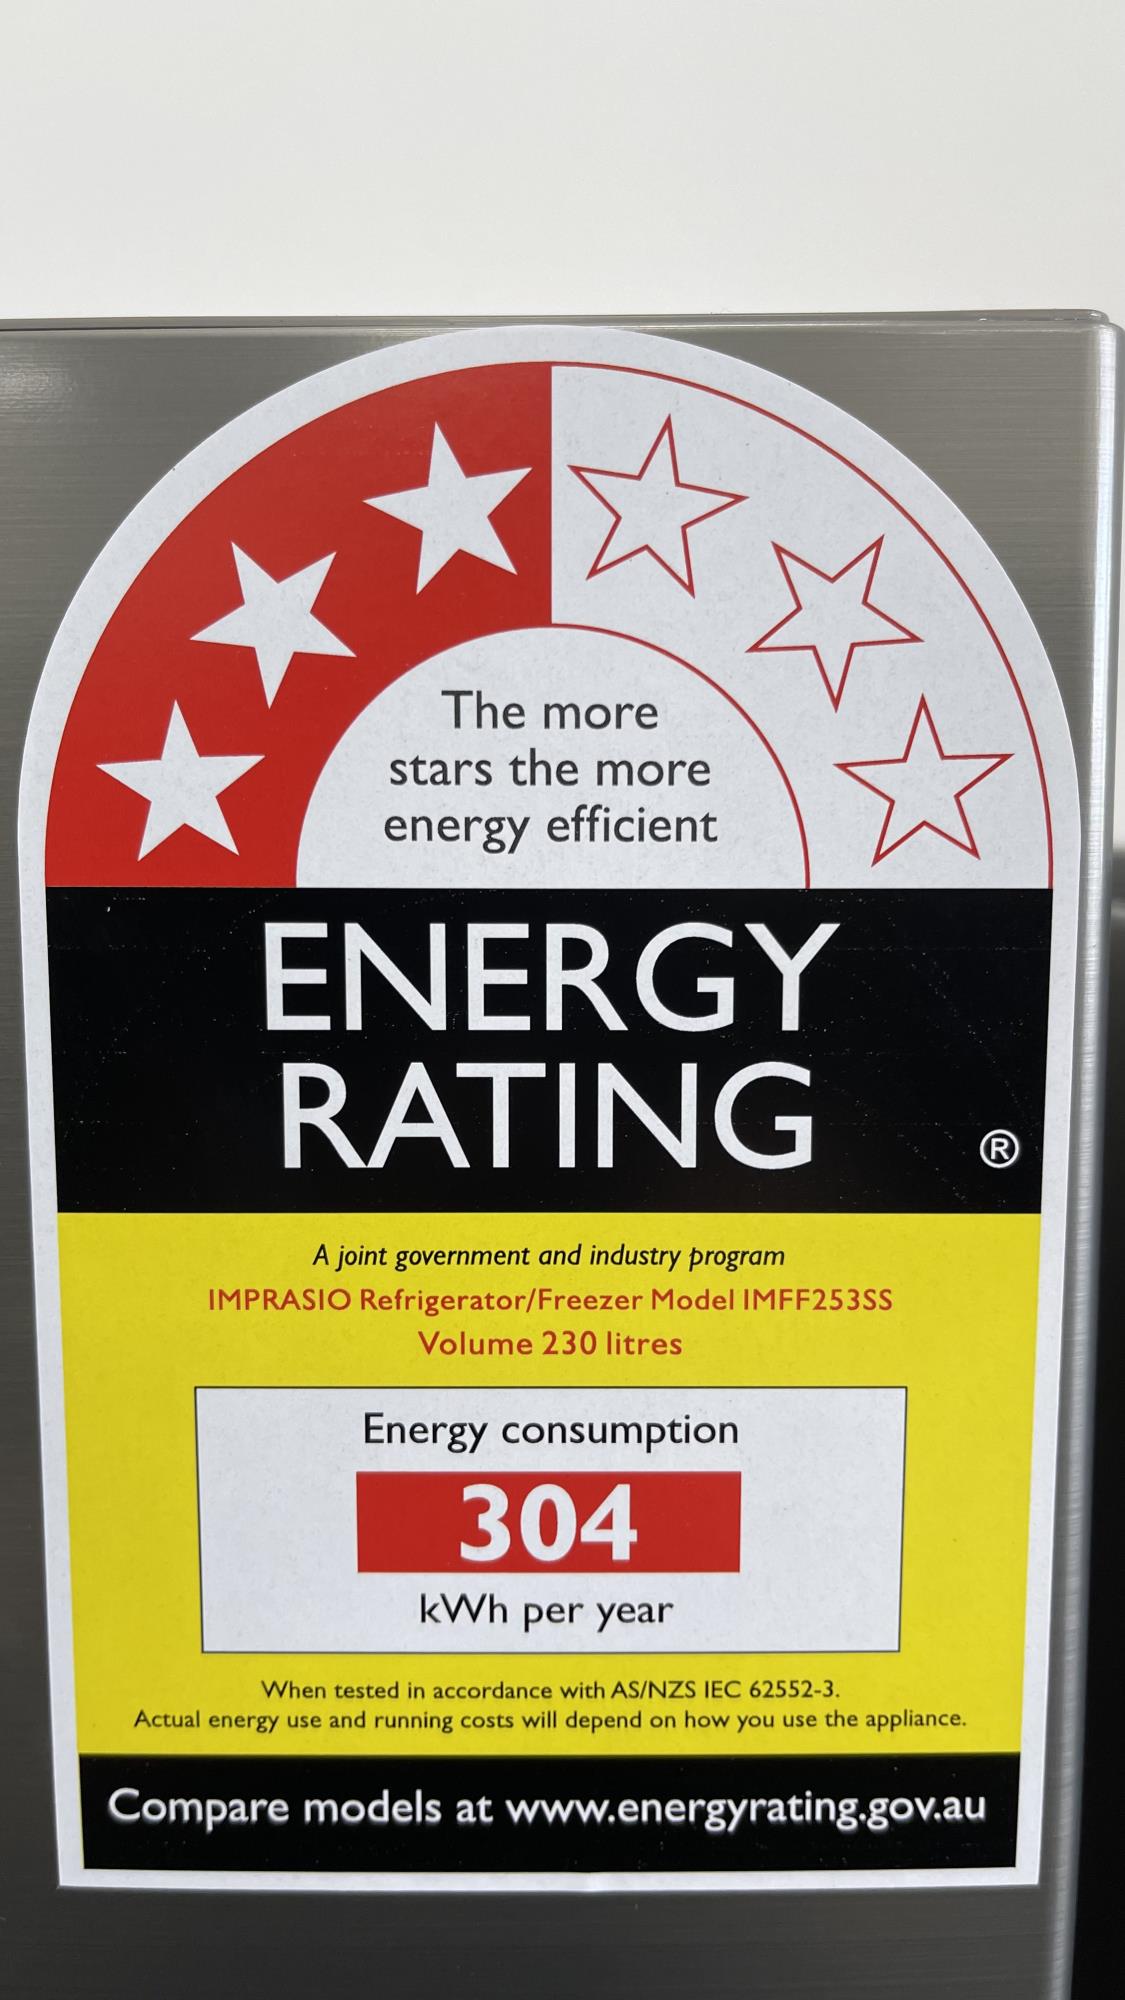 The more
stars the more
energy efficient
ENERGY
RATING
®
A joint government and industry program
IMPRASIO Refrigerator/Freezer Model IMFF253SS
Volume 230 litres
Energy consumption
304
kWh per year
When tested in accordance with AS/NZS IEC 62552-3.
Actual energy use and running costs will depend on how you use the appliance.
Compare models at www.energyrating.gov.au